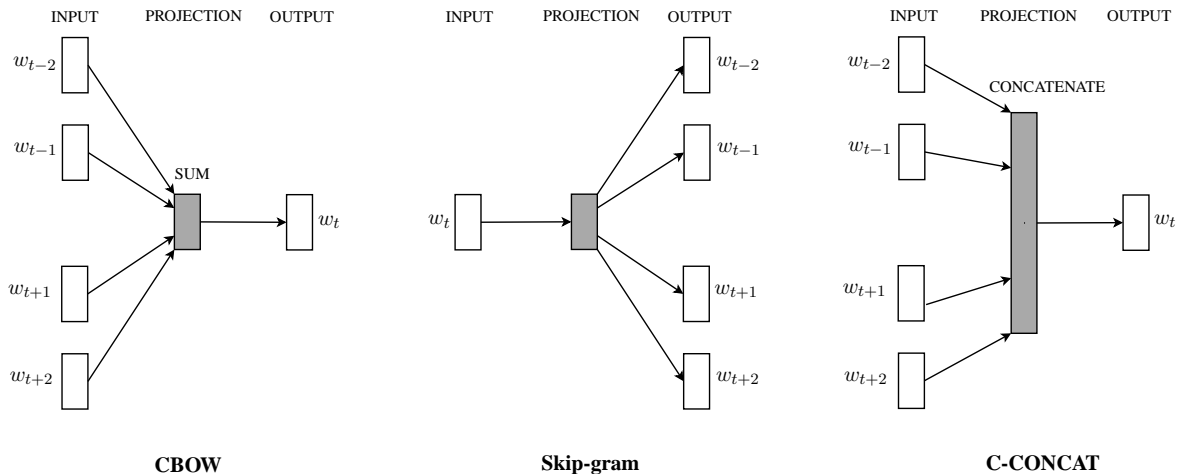 INPUT PROJECTION OUTPUT
w_{t-2}
w_{t-1}
SUM
w_t
w_{t+1}
w_{t+2}
CBOW
INPUT PROJECTION OUTPUT
w_{t-2}
w_{t-1}
w_t
w_{t+1}
w_{t+2}
Skip-gram
INPUT PROJECTION OUTPUT
w_{t-2}
CONCATENATE
w_{t-1}
w_t
w_{t+1}
w_{t+2}
C-CONCAT